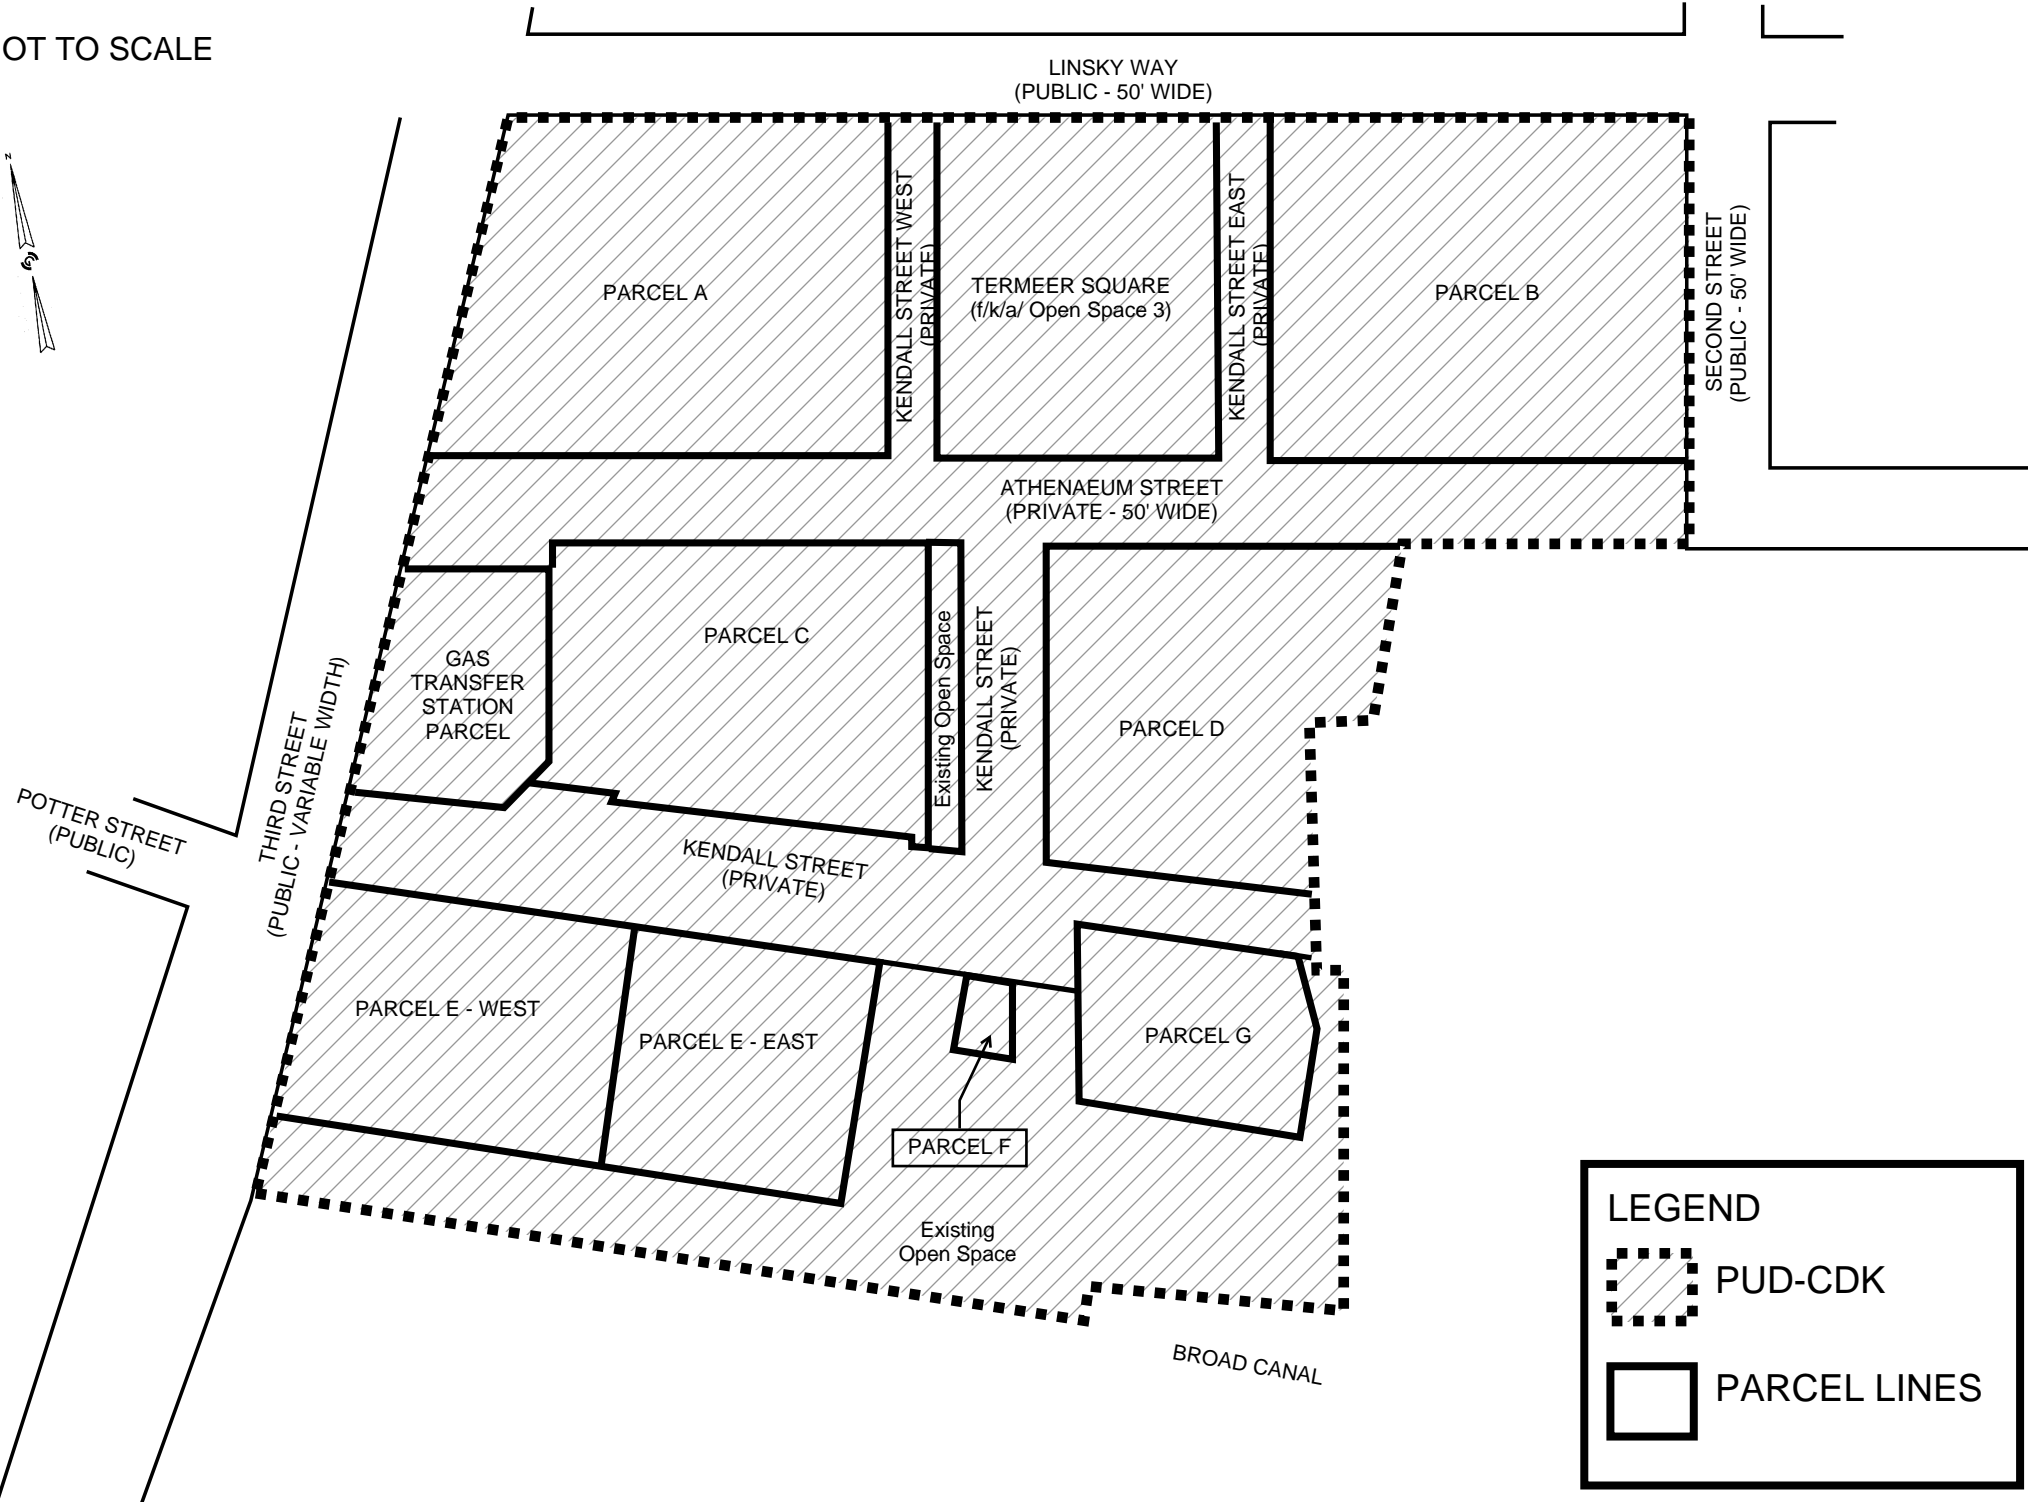 OT TO SCALE
LINSKY WAY
(PUBLIC - 50' WIDE)
N
PARCEL A
KENDALL STREET WEST
(PRIVATE)
TERMEER SQUARE
(f/k/a/ Open Space 3)
KENDALL STREET EAST
(PRIVATE)
PARCEL B
SECOND STREET
(PUBLIC - 50' WIDE)
ATHENAEUM STREET
(PRIVATE - 50' WIDE)
GAS
TRANSFER
STATION
PARCEL
PARCEL C
Existing Open Space
KENDALL STREET
(PRIVATE)
PARCEL D
THIRD STREET
(PUBLIC - VARIABLE WIDTH)
POTTER STREET
(PUBLIC)
KENDALL STREET
(PRIVATE)
PARCEL E - WEST
PARCEL E - EAST
PARCEL G
PARCEL F
Existing
Open Space
BROAD CANAL
LEGEND
PUD-CDK
PARCEL LINES